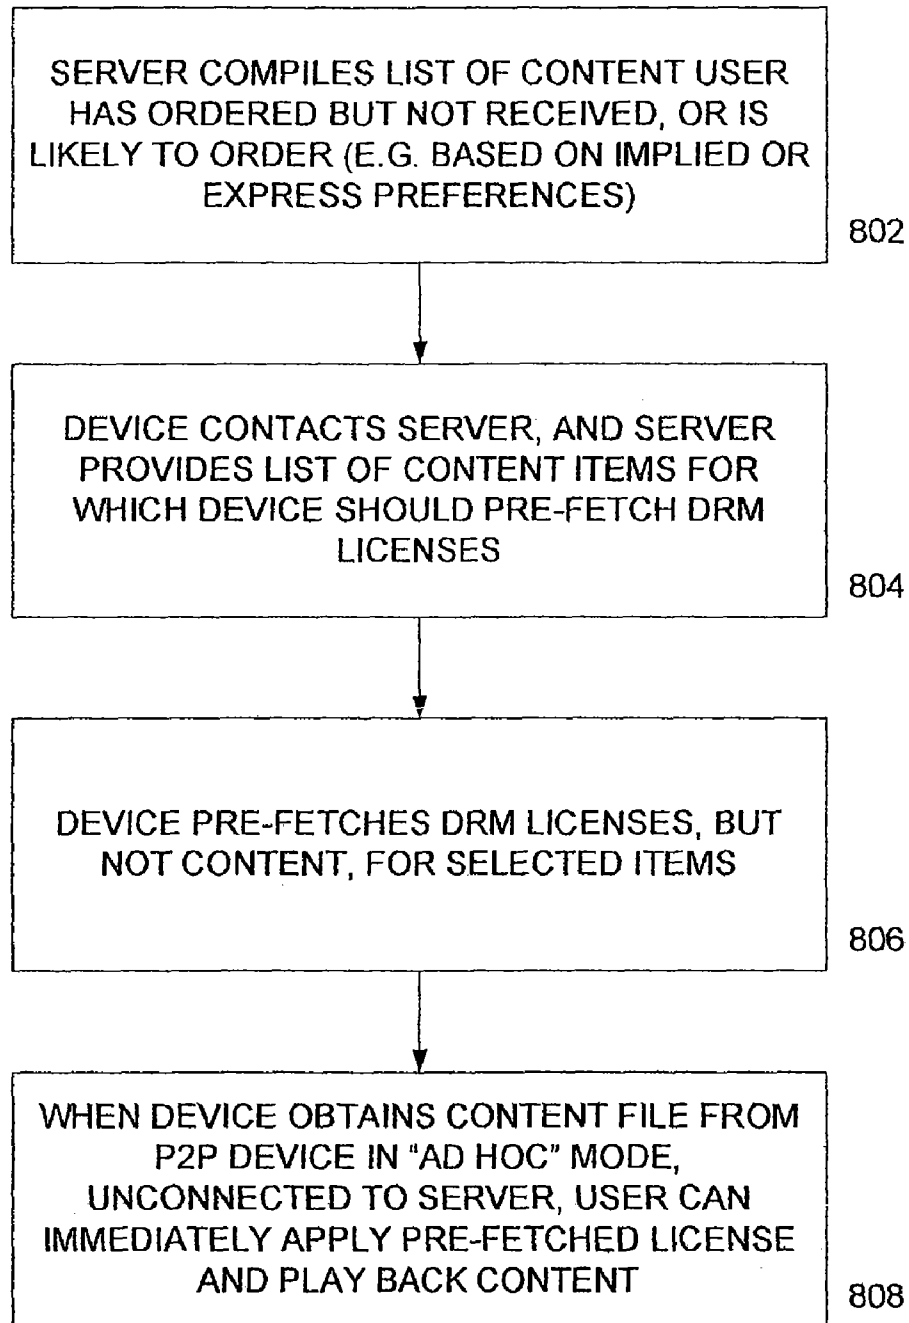 SERVER COMPILES LIST OF CONTENT USER
HAS ORDERED BUT NOT RECEIVED, OR IS
LIKELY TO ORDER (E.G. BASED ON IMPLIED OR
EXPRESS PREFERENCES)
802
DEVICE CONTACTS SERVER, AND SERVER
PROVIDES LIST OF CONTENT ITEMS FOR
WHICH DEVICE SHOULD PRE-FETCH DRM
LICENSES
804
DEVICE PRE-FETCHES DRM LICENSES, BUT
NOT CONTENT, FOR SELECTED ITEMS
806
WHEN DEVICE OBTAINS CONTENT FILE FROM
P2P DEVICE IN "AD HOC" MODE,
UNCONNECTED TO SERVER, USER CAN
IMMEDIATELY APPLY PRE-FETCHED LICENSE
AND PLAY BACK CONTENT
808